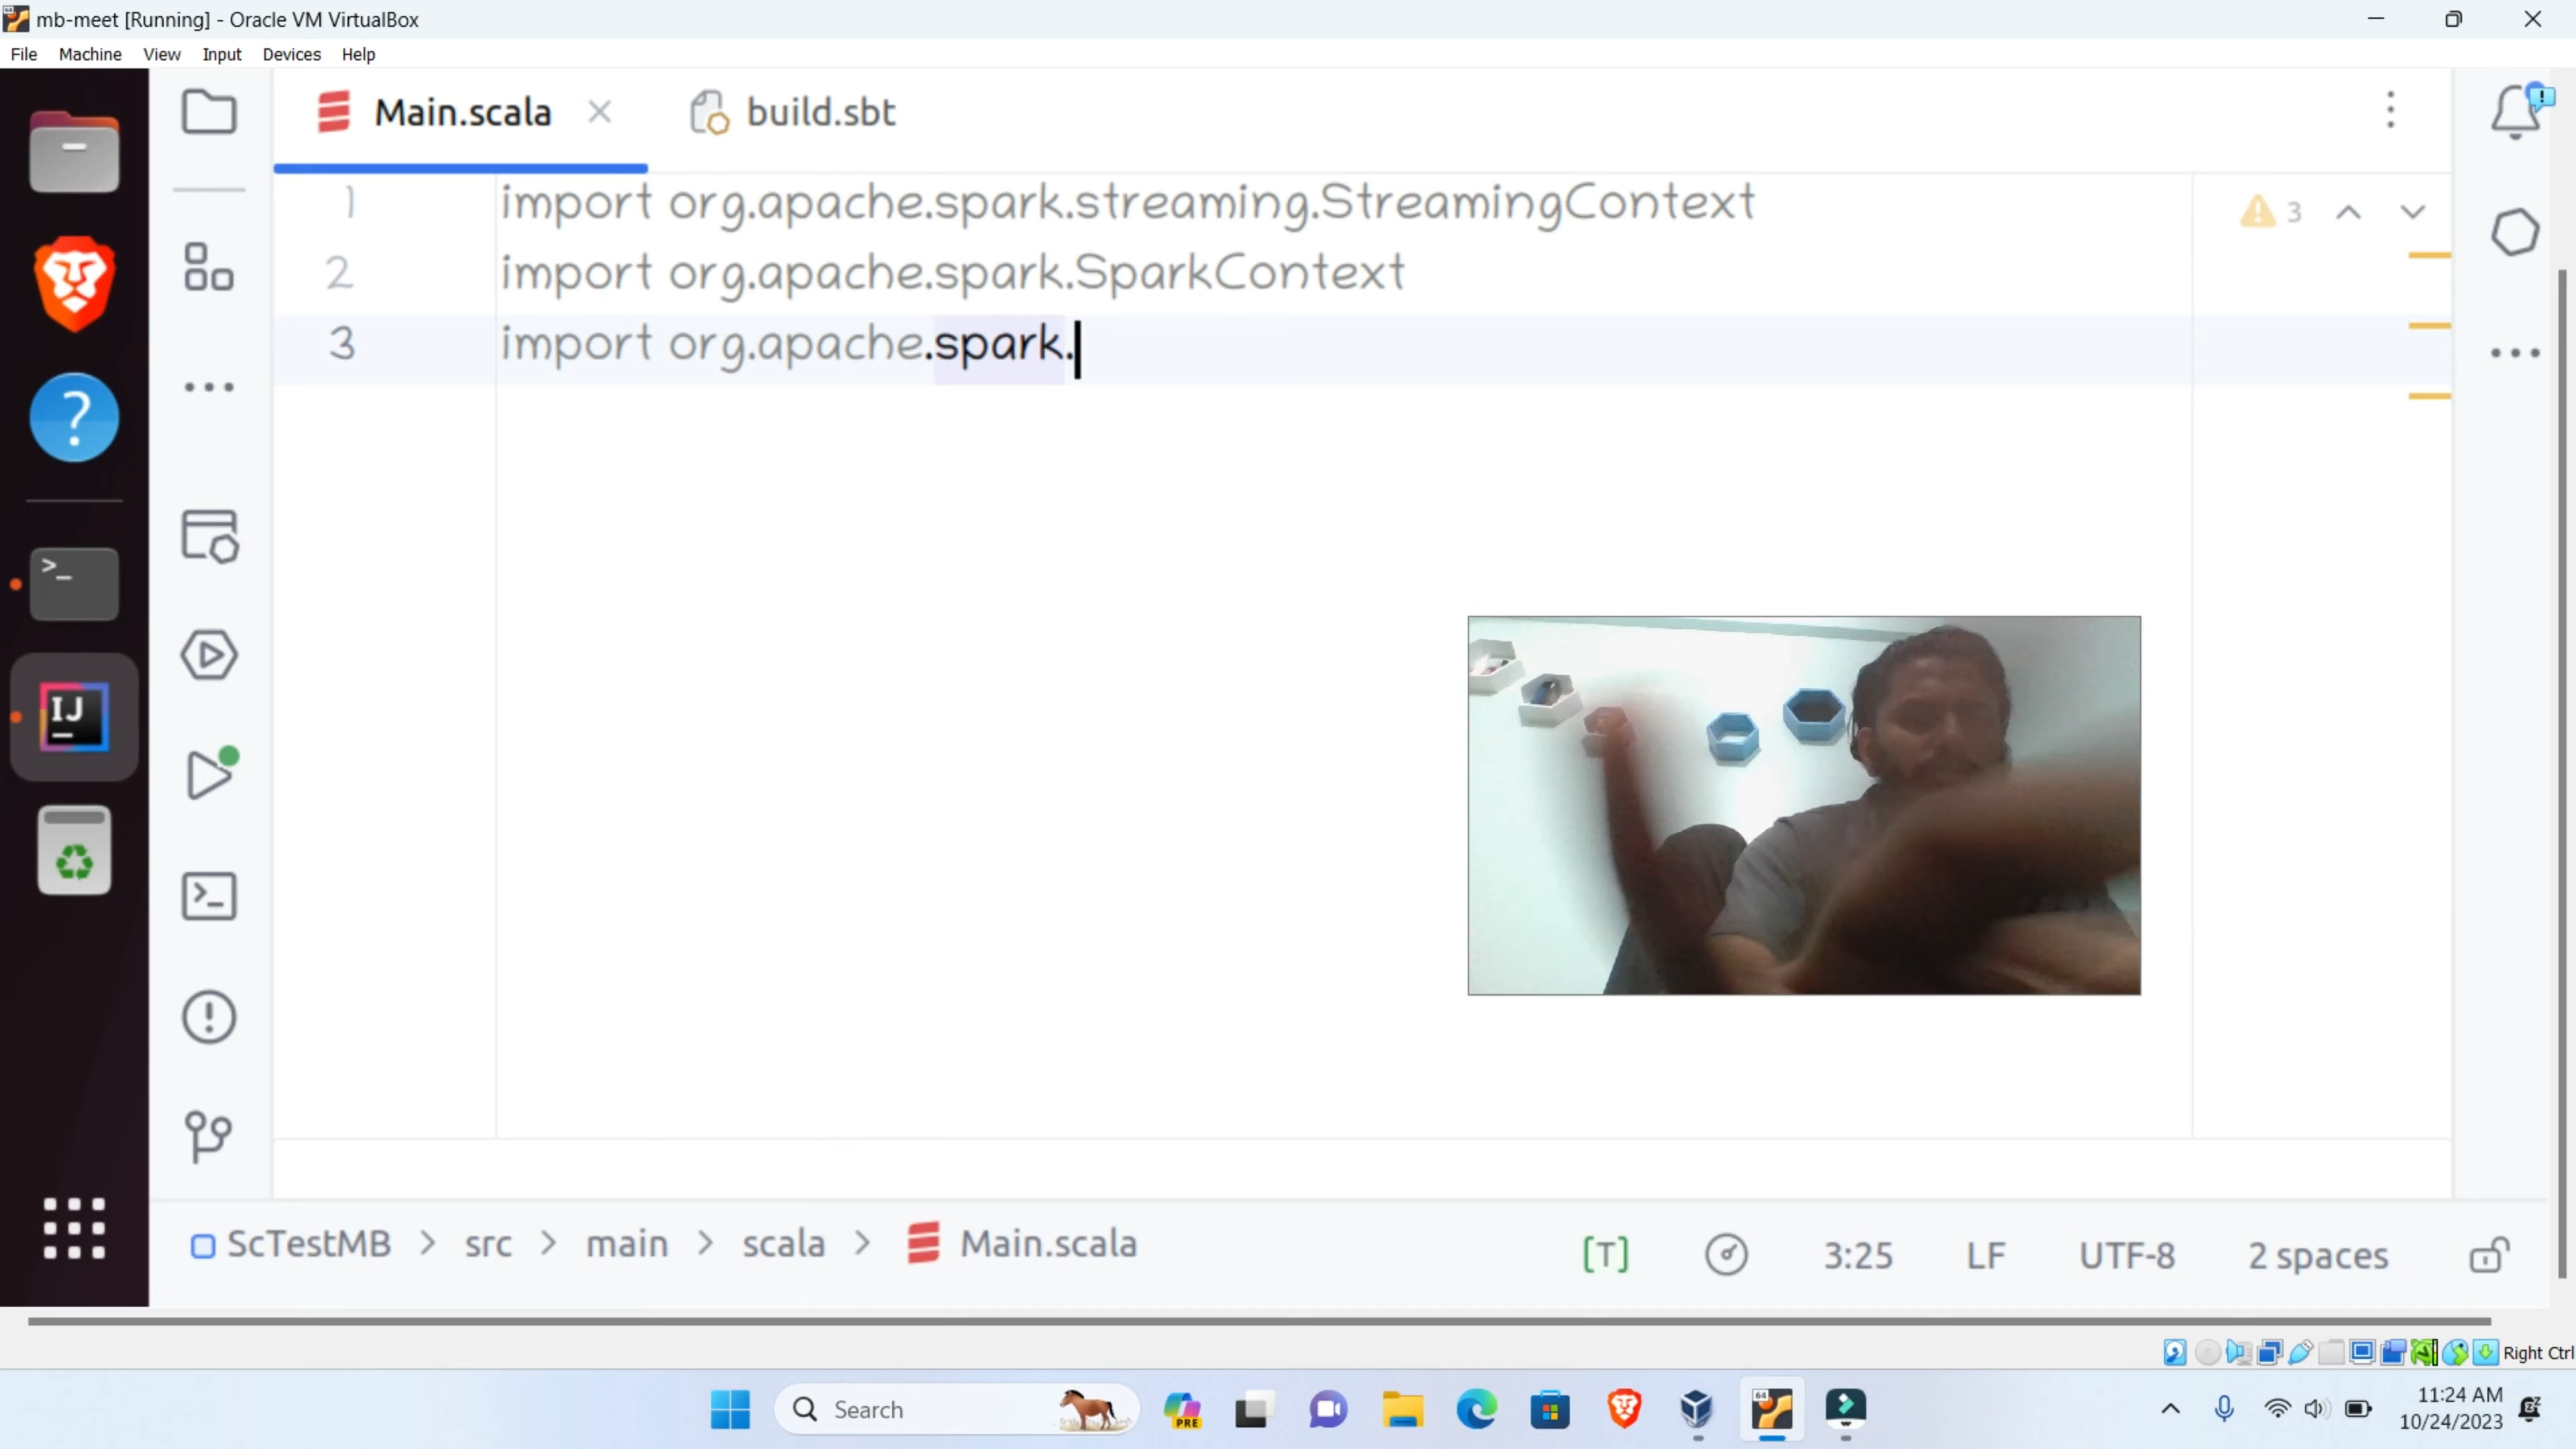 mb-meet [Running] - Oracle VM VirtualBox
File Machine View Input Devices Help
Main.scala
build.sbt
1 import org.apache.spark.streaming.StreamingContext
3
2 import org.apache.spark.SparkContext
3 import org.apache.spark.
ScTestMB > src > main > scala > Main.scala
[T]
3:25
LF
UTF-8
2 spaces
Right Ctrl
Search
PRE
64
11:24 AM
10/24/2023